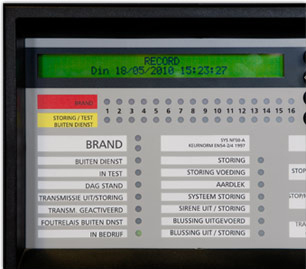 RECORD
Din 18/05/2010 15:23:27
BRAND
1 2 3 4 5 6 7 8 9 10 11 12 13 14 15 16
STORING / TEST
BUITEN DIENST
BRAND
BUITEN DIENST
IN TEST
DAG STAND
TRANSMISSIE UIT/STORING
TRANSM. GEACTIVEERD
FOUTRELAIS BUITEN DNST
IN BEDRIJF
KEURNORM EN54-2/4 1997
STORING
STORING VOEDING
AARDLEK
SYSTEEM STORING
SIRENE UIT / STORING
BLUSSING UITGEVOERD
BLUSSING UIT / STORING